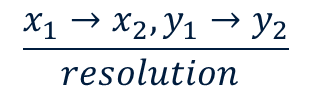 x₁ → x₂, y₁ → y₂
resolution